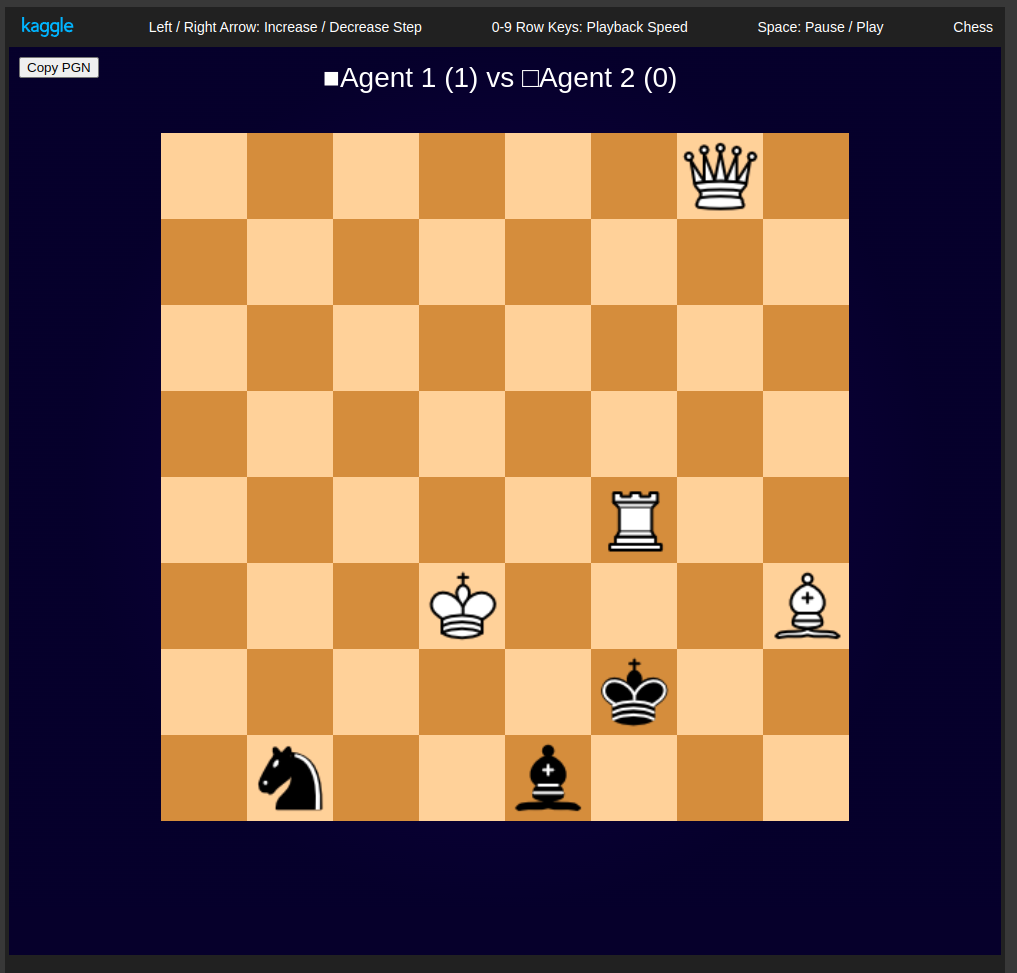 kaggle Left / Right Arrow: Increase / Decrease Step 0-9 Row Keys: Playback Speed Space: Pause / Play Chess
Copy PGN
■Agent 1 (1) vs □Agent 2 (0)